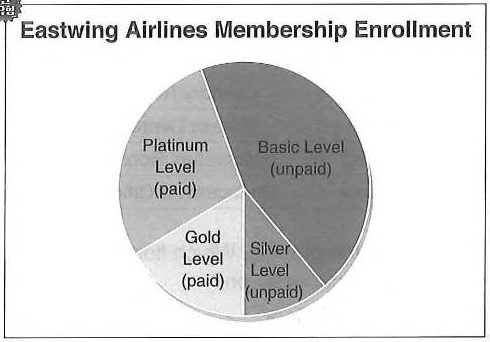 Eastwing Airlines Membership Enrollment
Platinum
Level
(paid)
Basic Level
(unpaid)
Gold
Level
(paid)
Silver
Level
(unpaid)